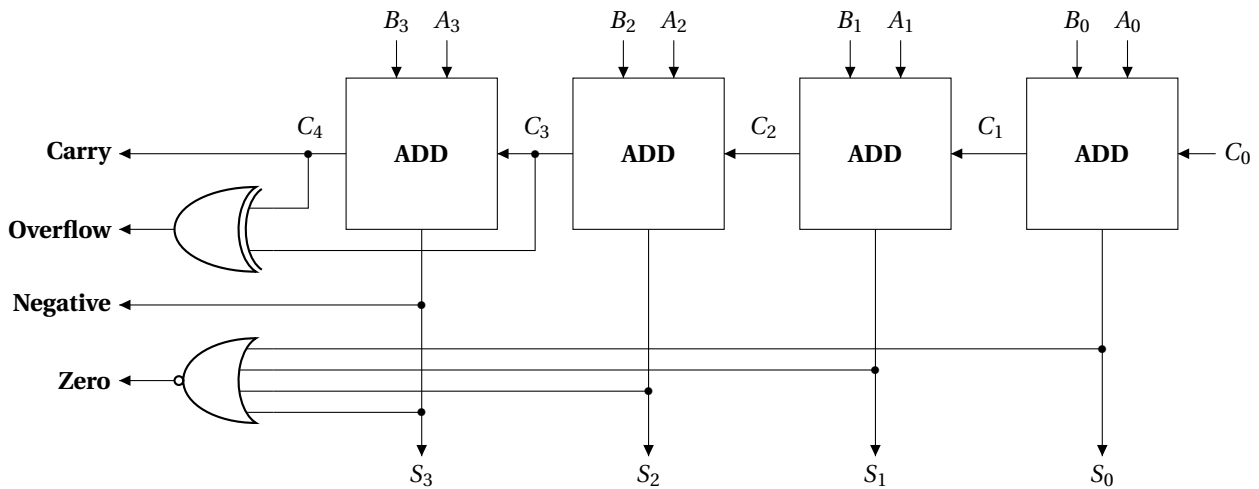 B₃ A₃ B₂ A₂ B₁ A₁ B₀ A₀
C₄ C₃ C₂ C₁
Carry ADD ADD ADD ADD C₀
Overflow
Negative
Zero
S₃ S₂ S₁ S₀